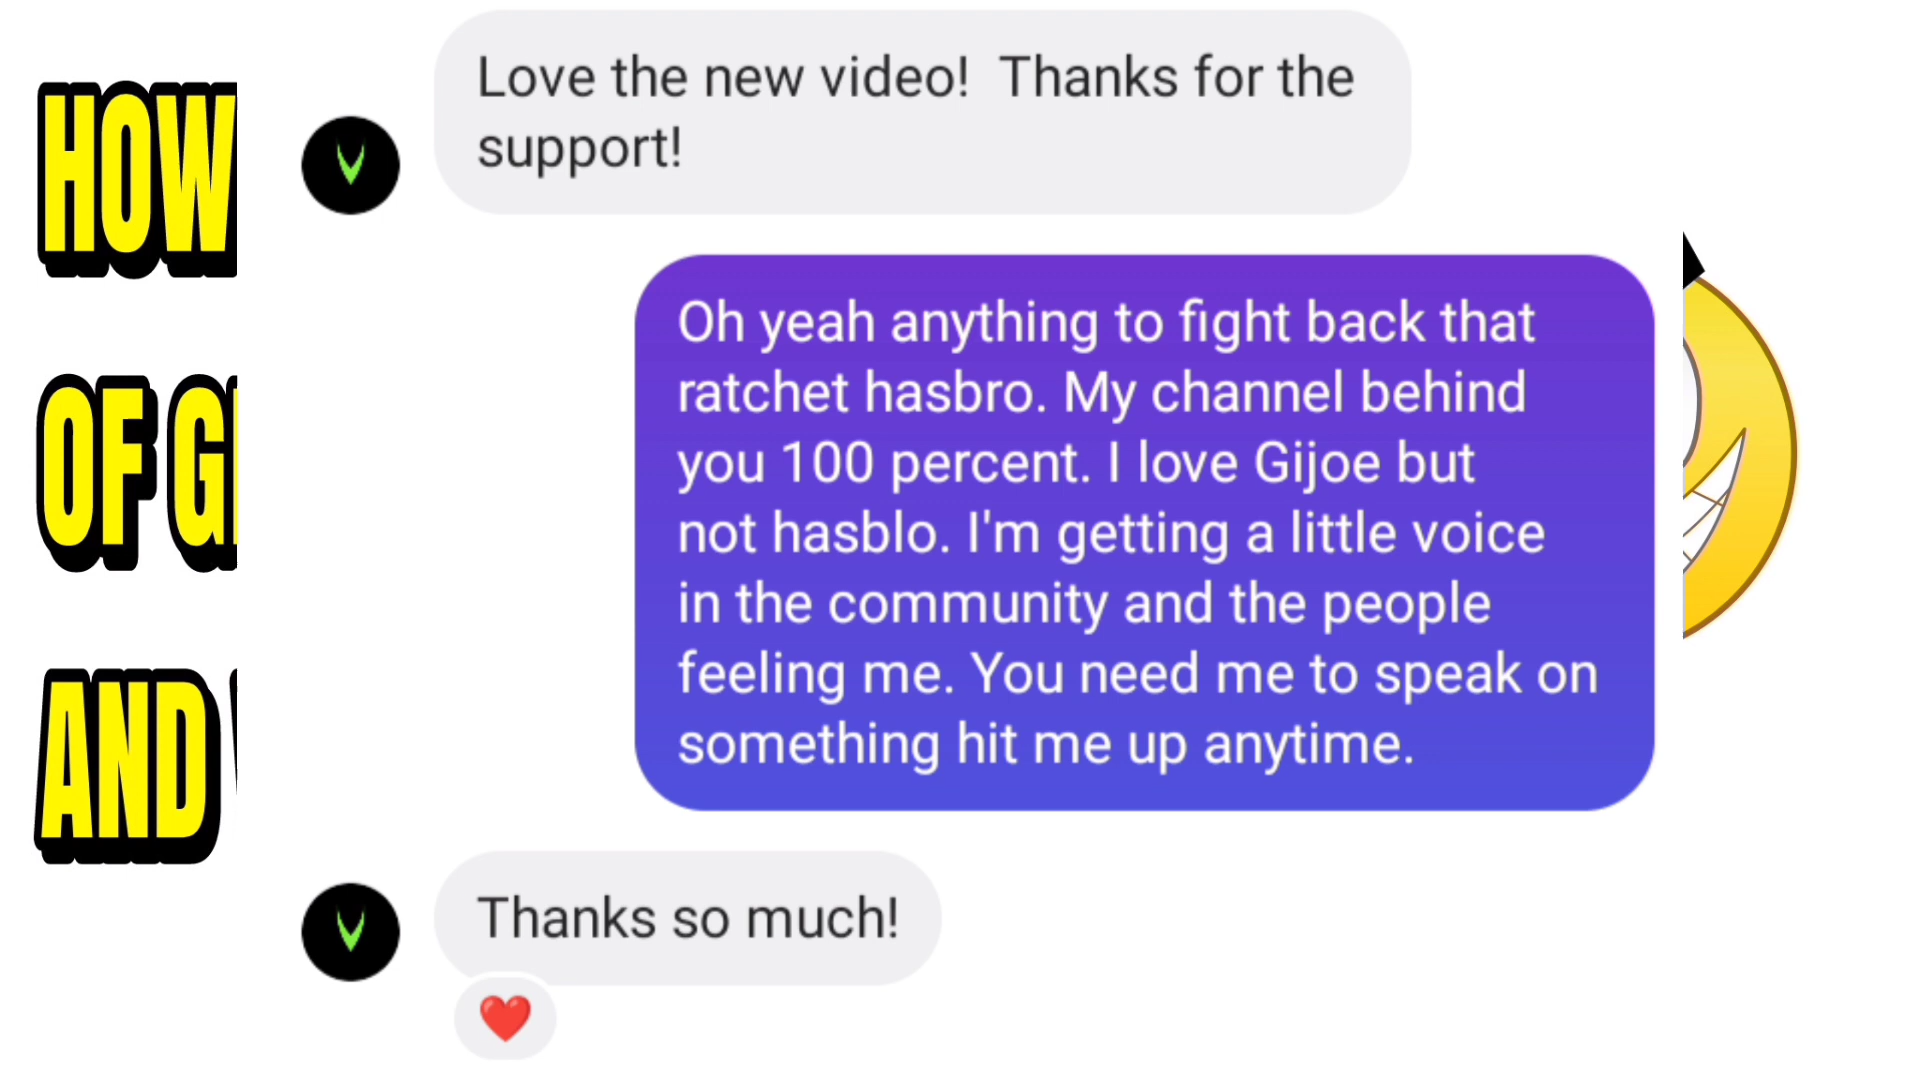 Love the new video!  Thanks for the
support!
HOW
Oh yeah anything to fight back that
ratchet hasbro. My channel behind
you 100 percent. I love Gijoe but
not hasblo. I'm getting a little voice
in the community and the people
feeling me. You need me to speak on
something hit me up anytime.
OF G
AND
Thanks so much!